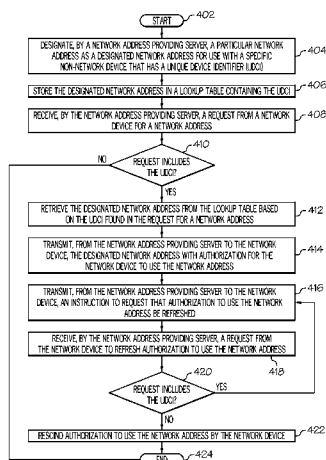 START
402
DESIGNATE, BY A NETWORK ADDRESS PROVIDING SERVER, A PARTICULAR NETWORK
ADDRESS AS A DESIGNATED NETWORK ADDRESS FOR USE WITH A SPECIFIC
NON-NETWORK DEVICE THAT HAS A UNIQUE DEVICE IDENTIFIER (UDCI)
404
STORE THE DESIGNATED NETWORK ADDRESS IN A LOOKUP TABLE CONTAINING THE UDCI
406
RECEIVE, BY THE NETWORK ADDRESS PROVIDING SERVER, A REQUEST FROM A NETWORK
DEVICE FOR A NETWORK ADDRESS
408
410
NO
REQUEST INCLUDES
THE UDCI?
YES
RETRIEVE THE DESIGNATED NETWORK ADDRESS FROM THE LOOKUP TABLE BASED
ON THE UDCI FOUND IN THE REQUEST FOR A NETWORK ADDRESS
412
TRANSMIT, FROM THE NETWORK ADDRESS PROVIDING SERVER TO THE NETWORK
DEVICE, THE DESIGNATED NETWORK ADDRESS WITH AUTHORIZATION FOR THE
NETWORK DEVICE TO USE THE NETWORK ADDRESS
414
TRANSMIT, FROM THE NETWORK ADDRESS PROVIDING SERVER TO THE NETWORK
DEVICE, AN INSTRUCTION TO REQUEST THAT AUTHORIZATION TO USE THE NETWORK
ADDRESS BE REFRESHED
416
RECEIVE, BY THE NETWORK ADDRESS PROVIDING SERVER, A REQUEST FROM
THE NETWORK DEVICE TO REFRESH AUTHORIZATION TO USE THE NETWORK ADDRESS
418
420
REQUEST INCLUDES
THE UDCI?
YES
NO
RESCIND AUTHORIZATION TO USE THE NETWORK ADDRESS BY THE NETWORK DEVICE
422
END
424